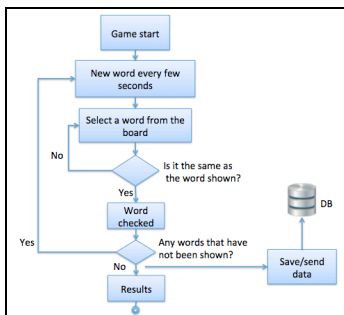 Game start
New word every few
seconds
Select a word from the
board
No
Is it the same as
the word shown?
Yes
Word
checked
DB
Yes
Any words that have
not been shown?
No
Save/send
data
Results